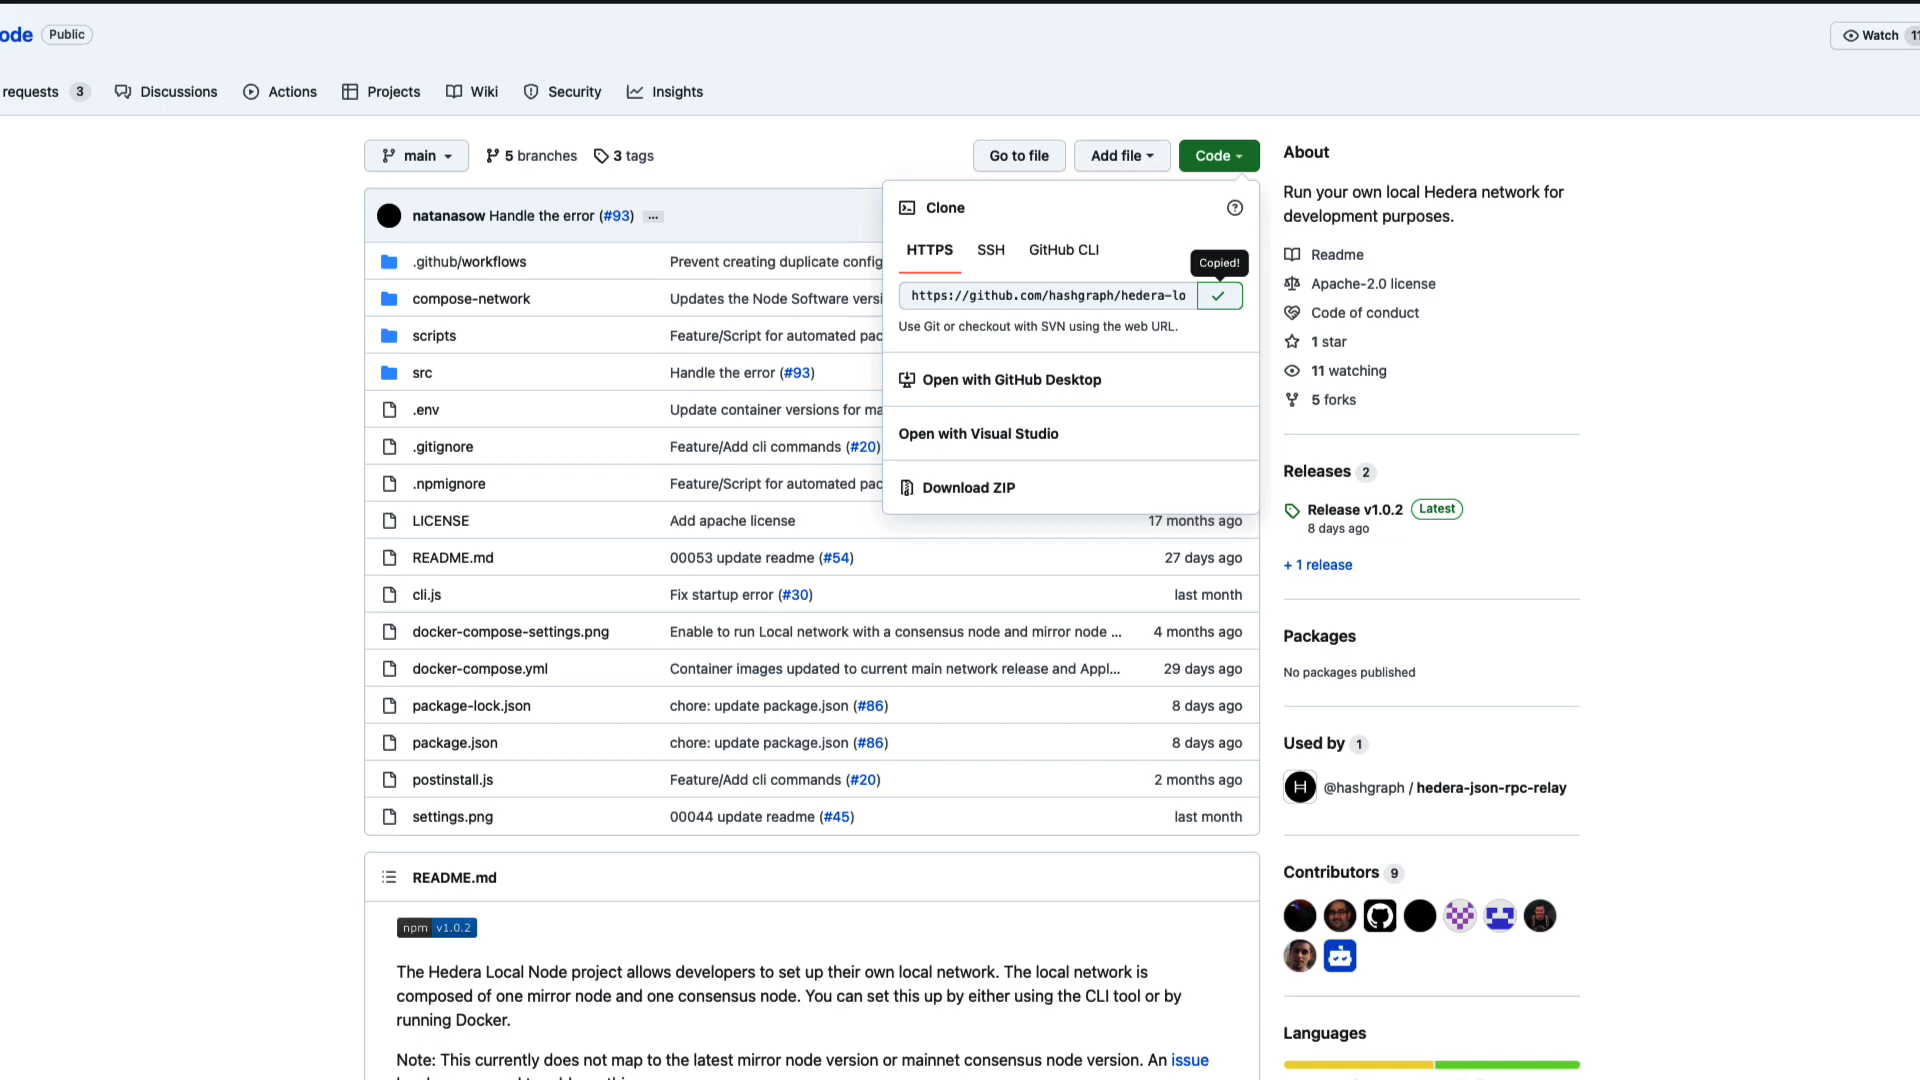 ode Public
Watch 11
requests 3 Discussions Actions Projects Wiki Security Insights
main 5 branches 3 tags Go to file Add file Code
natanasow Handle the error (#93) ...
.github/workflows Prevent creating duplicate config
compose-network Updates the Node Software versi
scripts Feature/Script for automated pac
src Handle the error (#93)
.env Update container versions for ma
.gitignore Feature/Add cli commands (#20)
.npmignore Feature/Script for automated pac
LICENSE Add apache license 17 months ago
README.md 00053 update readme (#54) 27 days ago
cli.js Fix startup error (#30) last month
docker-compose-settings.png Enable to run Local network with a consensus node and mirror node ... 4 months ago
docker-compose.yml Container images updated to current main network release and Appl... 29 days ago
package-lock.json chore: update package.json (#86) 8 days ago
package.json chore: update package.json (#86) 8 days ago
postinstall.js Feature/Add cli commands (#20) 2 months ago
settings.png 00044 update readme (#45) last month
Clone
HTTPS SSH GitHub CLI
Copied!
https://github.com/hashgraph/hedera-lo
Use Git or checkout with SVN using the web URL.
Open with GitHub Desktop
Open with Visual Studio
Download ZIP
README.md
npm v1.0.2
The Hedera Local Node project allows developers to set up their own local network. The local network is
composed of one mirror node and one consensus node. You can set this up by either using the CLI tool or by
running Docker.
Note: This currently does not map to the latest mirror node version or mainnet consensus node version. An issue
About
Run your own local Hedera network for
development purposes.
Readme
Apache-2.0 license
Code of conduct
1 star
11 watching
5 forks
Releases 2
Release v1.0.2 Latest
8 days ago
+ 1 release
Packages
No packages published
Used by 1
@hashgraph / hedera-json-rpc-relay
Contributors 9
Languages